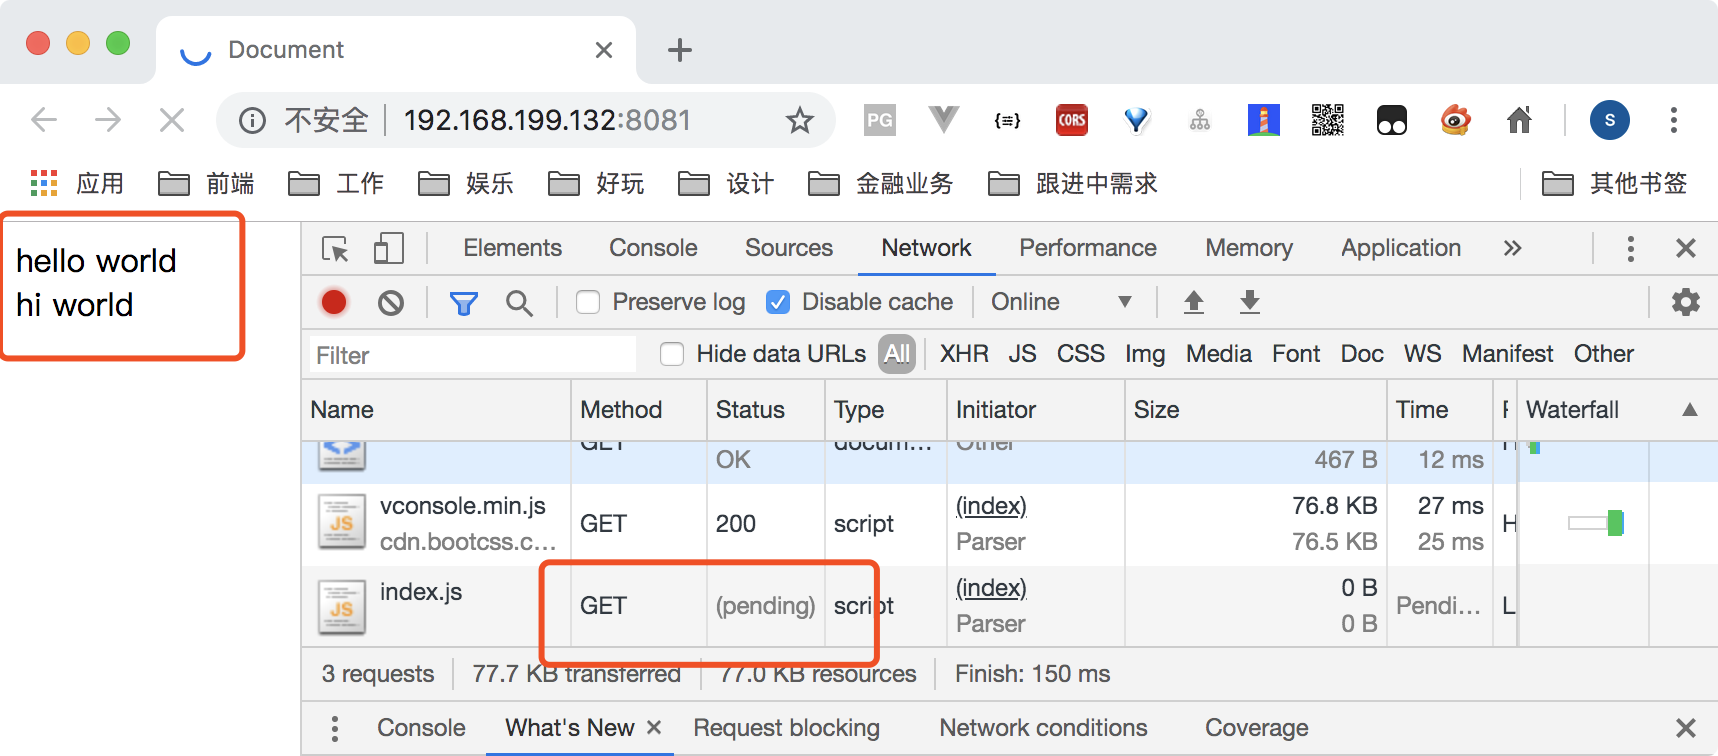 Document
不安全 192.168.199.132:8081
PG {≡} CORS S
应用 前端 工作 娱乐 好玩 设计 金融业务 跟进中需求 其他书签
hello world
hi world
Elements Console Sources Network Performance Memory Application »
Preserve log Disable cache Online
Filter Hide data URLs All XHR JS CSS Img Media Font Doc WS Manifest Other
Name Method Status Type Initiator Size Time Waterfall
GET docum... Other
OK 467 B 12 ms
vconsole.min.js GET 200 script (index) 76.8 KB 27 ms H
cdn.bootcss.c... Parser 76.5 KB 25 ms
index.js GET (pending) script (index) 0 B Pendi... L
Parser 0 B
3 requests 77.7 KB transferred 77.0 KB resources Finish: 150 ms
Console What's New Request blocking Network conditions Coverage